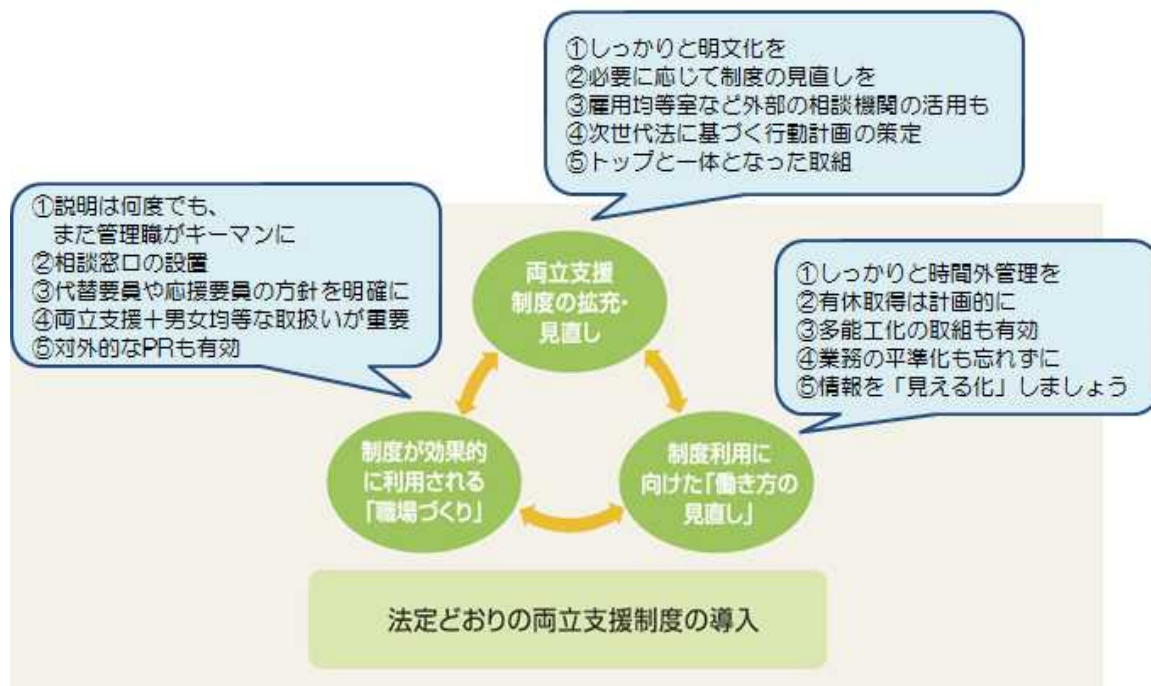 ①しっかりと明文化を
②必要に応じて制度の見直しを
③雇用均等室など外部の相談機関の活用も
④次世代法に基づく行動計画の策定
⑤トップと一体となった取組
①説明は何度でも、
また管理職がキーマンに
②相談窓口の設置
③代替要員や応援要員の方針を明確に
④両立支援＋男女均等な取扱いが重要
⑤対外的なPRも有効
両立支援
制度の拡充・
見直し
①しっかりと時間外管理を
②有休取得は計画的に
③多能工化の取組も有効
④業務の平準化も忘れずに
⑤情報を「見える化」しましょう
制度が効果的
に利用される
「職場づくり」
制度利用に
向けた「働き方の
見直し」
法定どおりの両立支援制度の導入